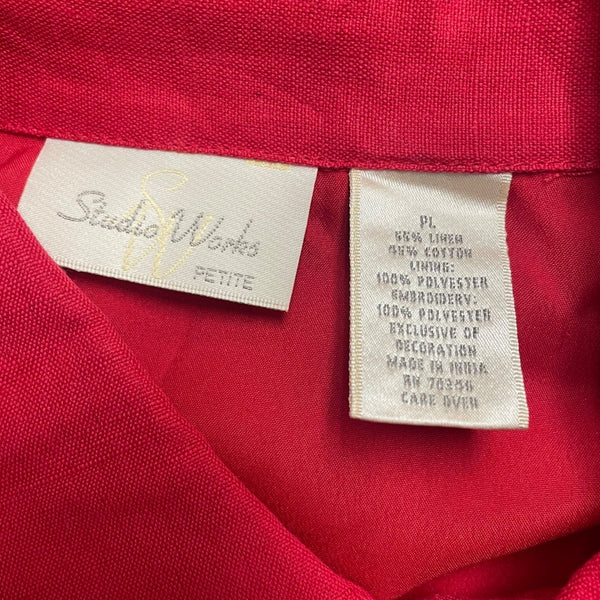 SW
Studio Works
PETITE
PL
55% LINEN
45% COTTON
LINING:
100% POLYESTER
EMBROIDERY:
100% POLYESTER
EXCLUSIVE OF
DECORATION
MADE IN INDIA
RN
CARE OVER